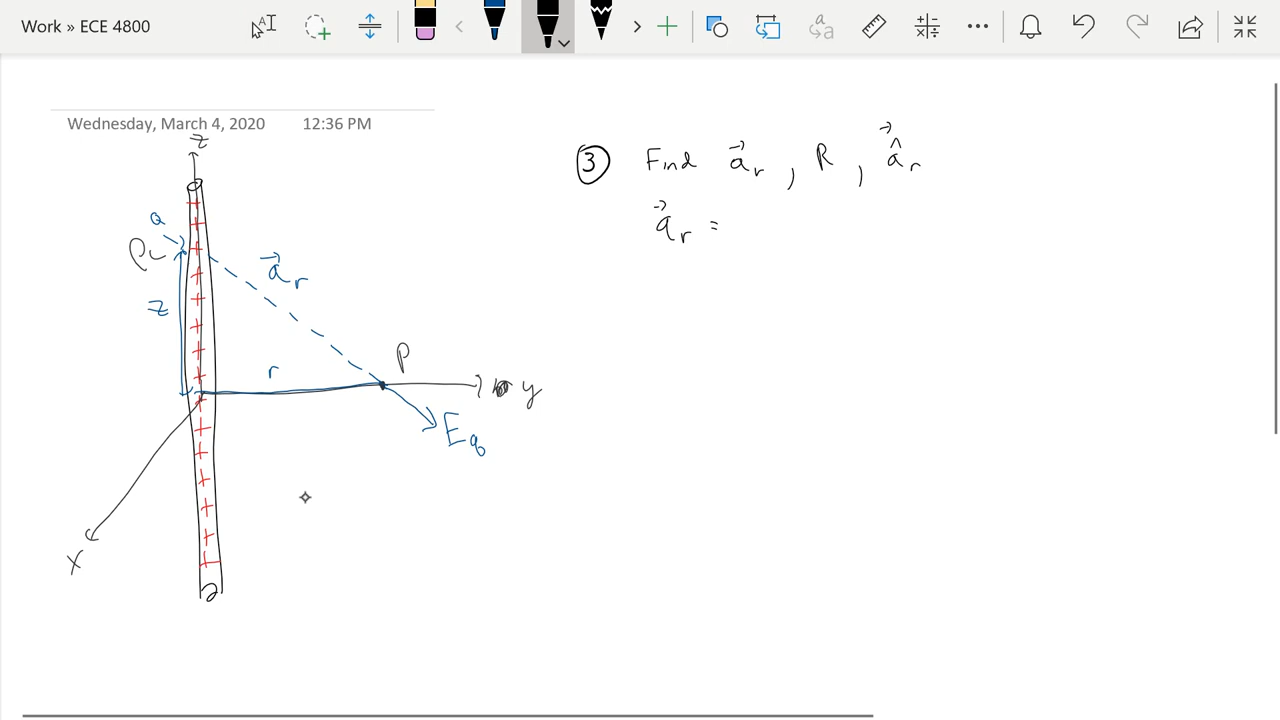 Work » ECE 4800
Wednesday, March 4, 2020 12:36 PM
z
③ Find a⃗r , R , â⃗r
a⃗r =
Q
ρL
a⃗r
z
r
P
y
Eq
x